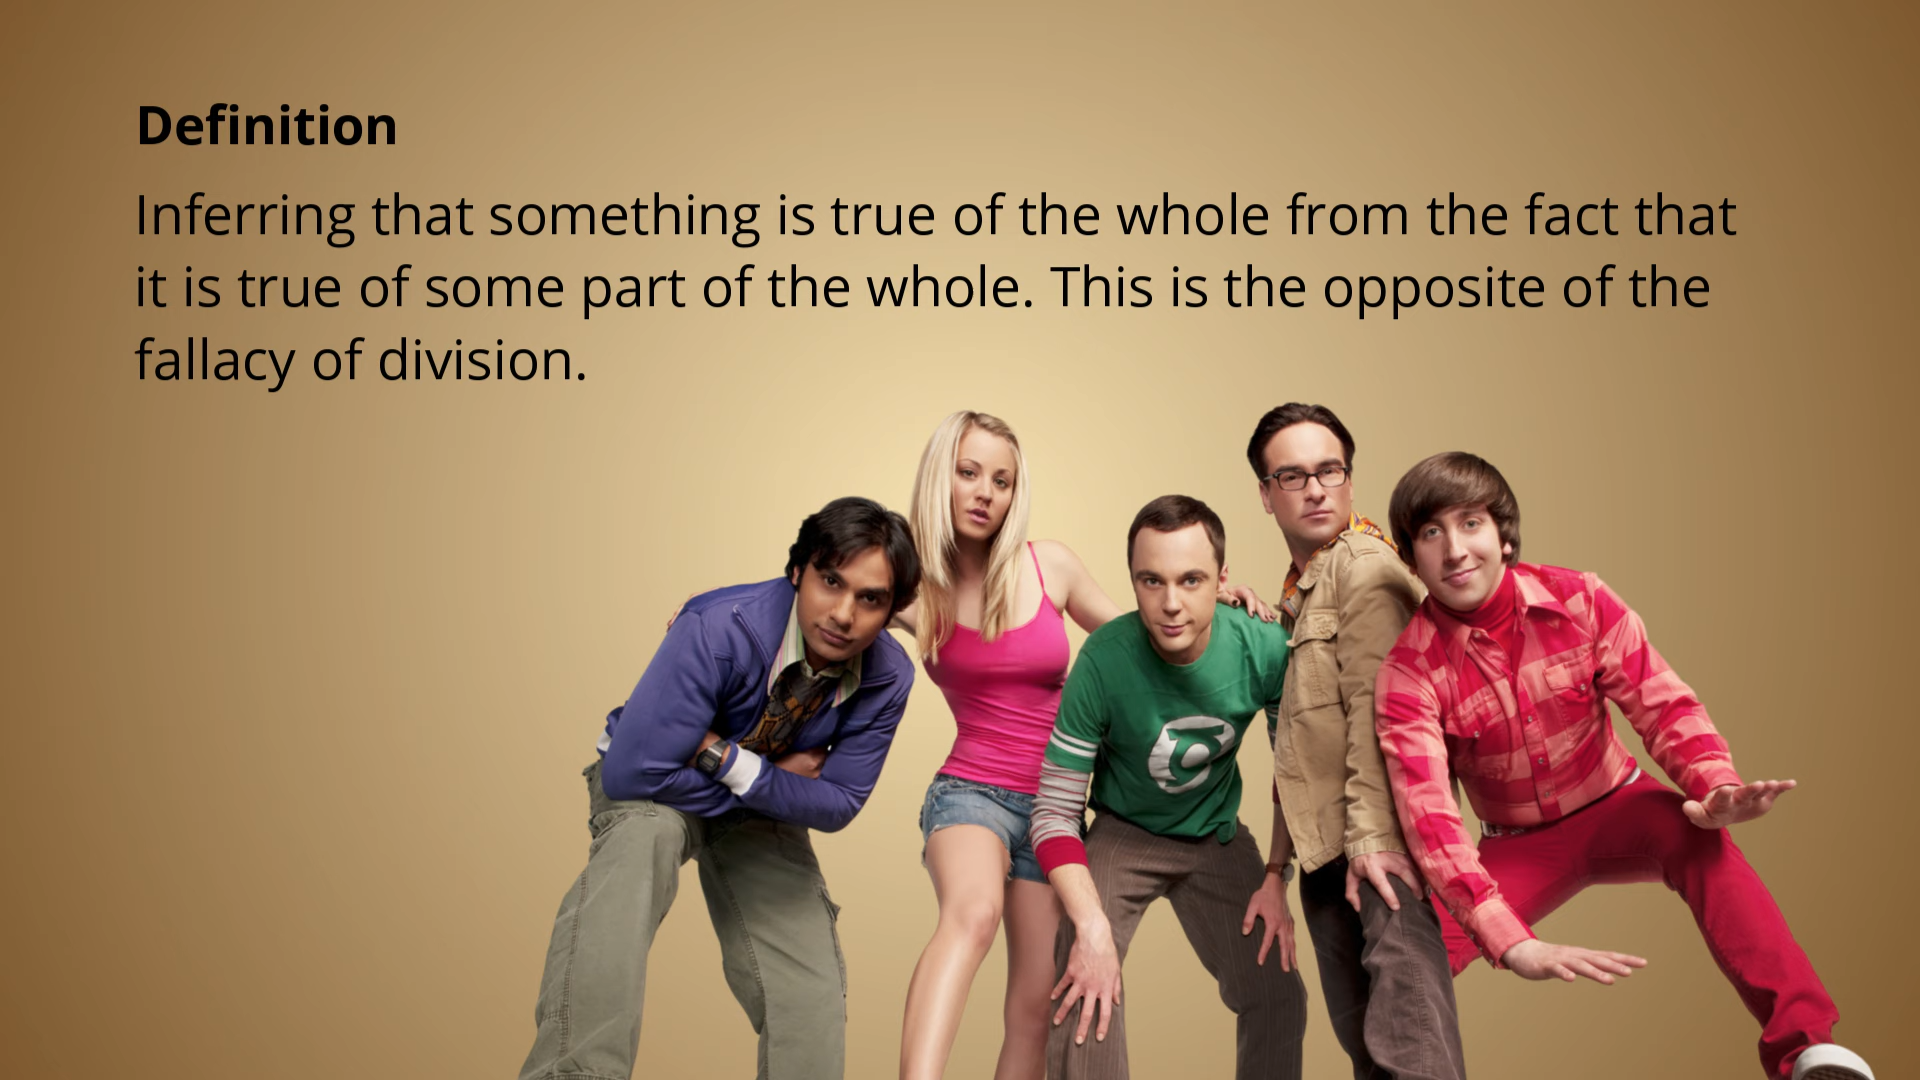 Definition
Inferring that something is true of the whole from the fact that
it is true of some part of the whole. This is the opposite of the
fallacy of division.